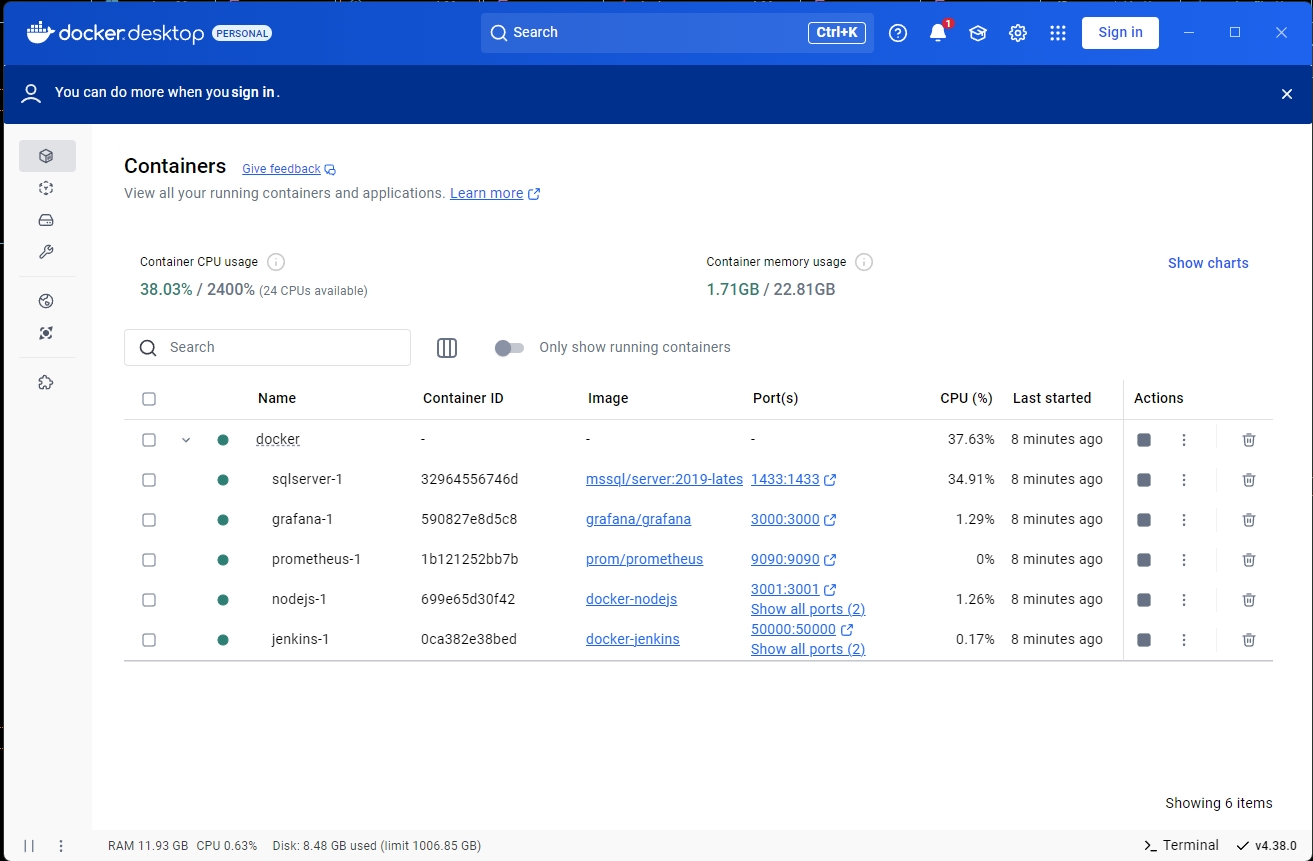 docker desktop PERSONAL Search Ctrl+K 1 Sign in
You can do more when you sign in.
Containers Give feedback
View all your running containers and applications. Learn more
Container CPU usage Container memory usage Show charts
38.03% / 2400% (24 CPUs available) 1.71GB / 22.81GB
Search Only show running containers
Name Container ID Image Port(s) CPU (%) Last started Actions
docker - - - 37.63% 8 minutes ago
sqlserver-1 32964556746d mssql/server:2019-lates 1433:1433 34.91% 8 minutes ago
grafana-1 590827e8d5c8 grafana/grafana 3000:3000 1.29% 8 minutes ago
prometheus-1 1b121252bb7b prom/prometheus 9090:9090 0% 8 minutes ago
3001:3001
nodejs-1 699e65d30f42 docker-nodejs 1.26% 8 minutes ago
Show all ports (2)
50000:50000
jenkins-1 0ca382e38bed docker-jenkins 0.17% 8 minutes ago
Show all ports (2)
Showing 6 items
RAM 11.93 GB CPU 0.63% Disk: 8.48 GB used (limit 1006.85 GB) Terminal v4.38.0